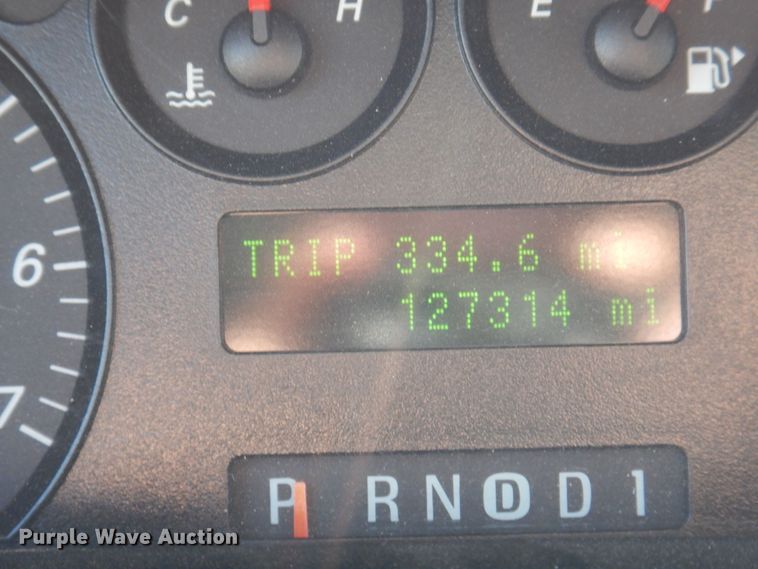 C H E F
TRIP 334.6 mi
127314 mi
6
7
P R N D D 1
Purple Wave Auction